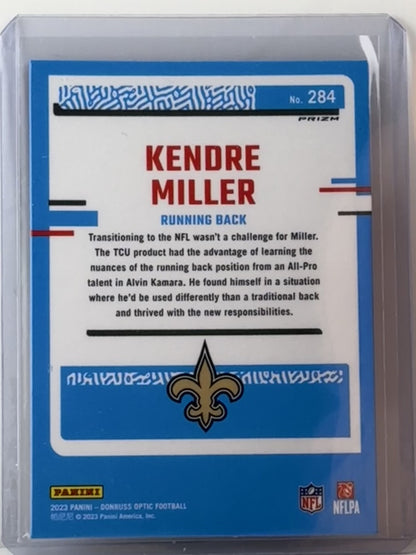 No. 284
PRIZM
KENDRE
MILLER
RUNNING BACK
Transitioning to the NFL wasn't a challenge for Miller.
The TCU product had the advantage of learning the
nuances of the running back position from an All-Pro
talent in Alvin Kamara. He found himself in a situation
where he'd be used differently than a traditional back
and thrived with the new responsibilities.
PANINI
2023 PANINI – DONRUSS OPTIC FOOTBALL
© 2023 Panini America, Inc.
NFL
NFLPA